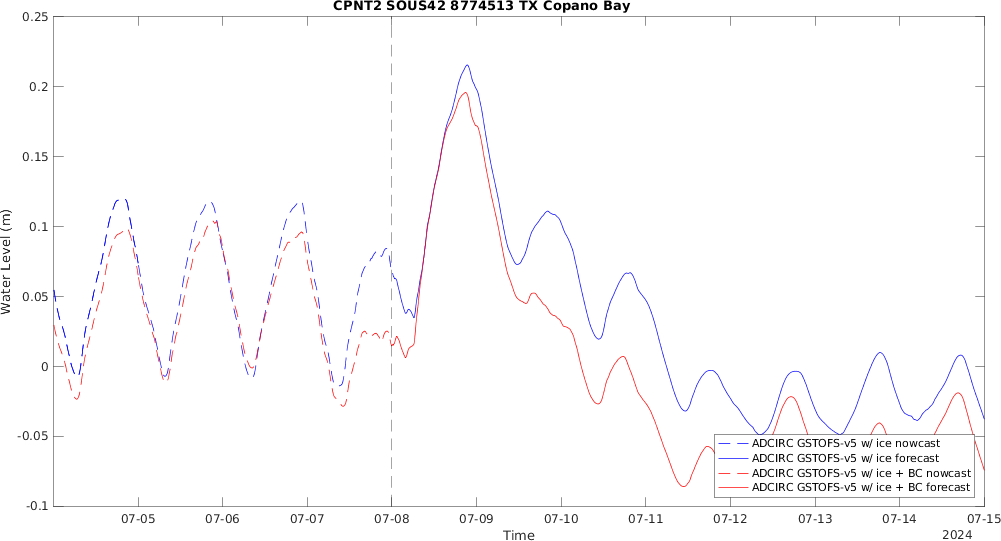 CPNT2 SOUS42 8774513 TX Copano Bay
0.25
0.2
0.15
0.1
0.05
0
-0.05
-0.1
Water Level (m)
ADCIRC GSTOFS-v5 w/ ice nowcast
ADCIRC GSTOFS-v5 w/ ice forecast
ADCIRC GSTOFS-v5 w/ ice + BC nowcast
ADCIRC GSTOFS-v5 w/ ice + BC forecast
07-05 07-06 07-07 07-08 07-09 07-10 07-11 07-12 07-13 07-14 07-15
Time
2024